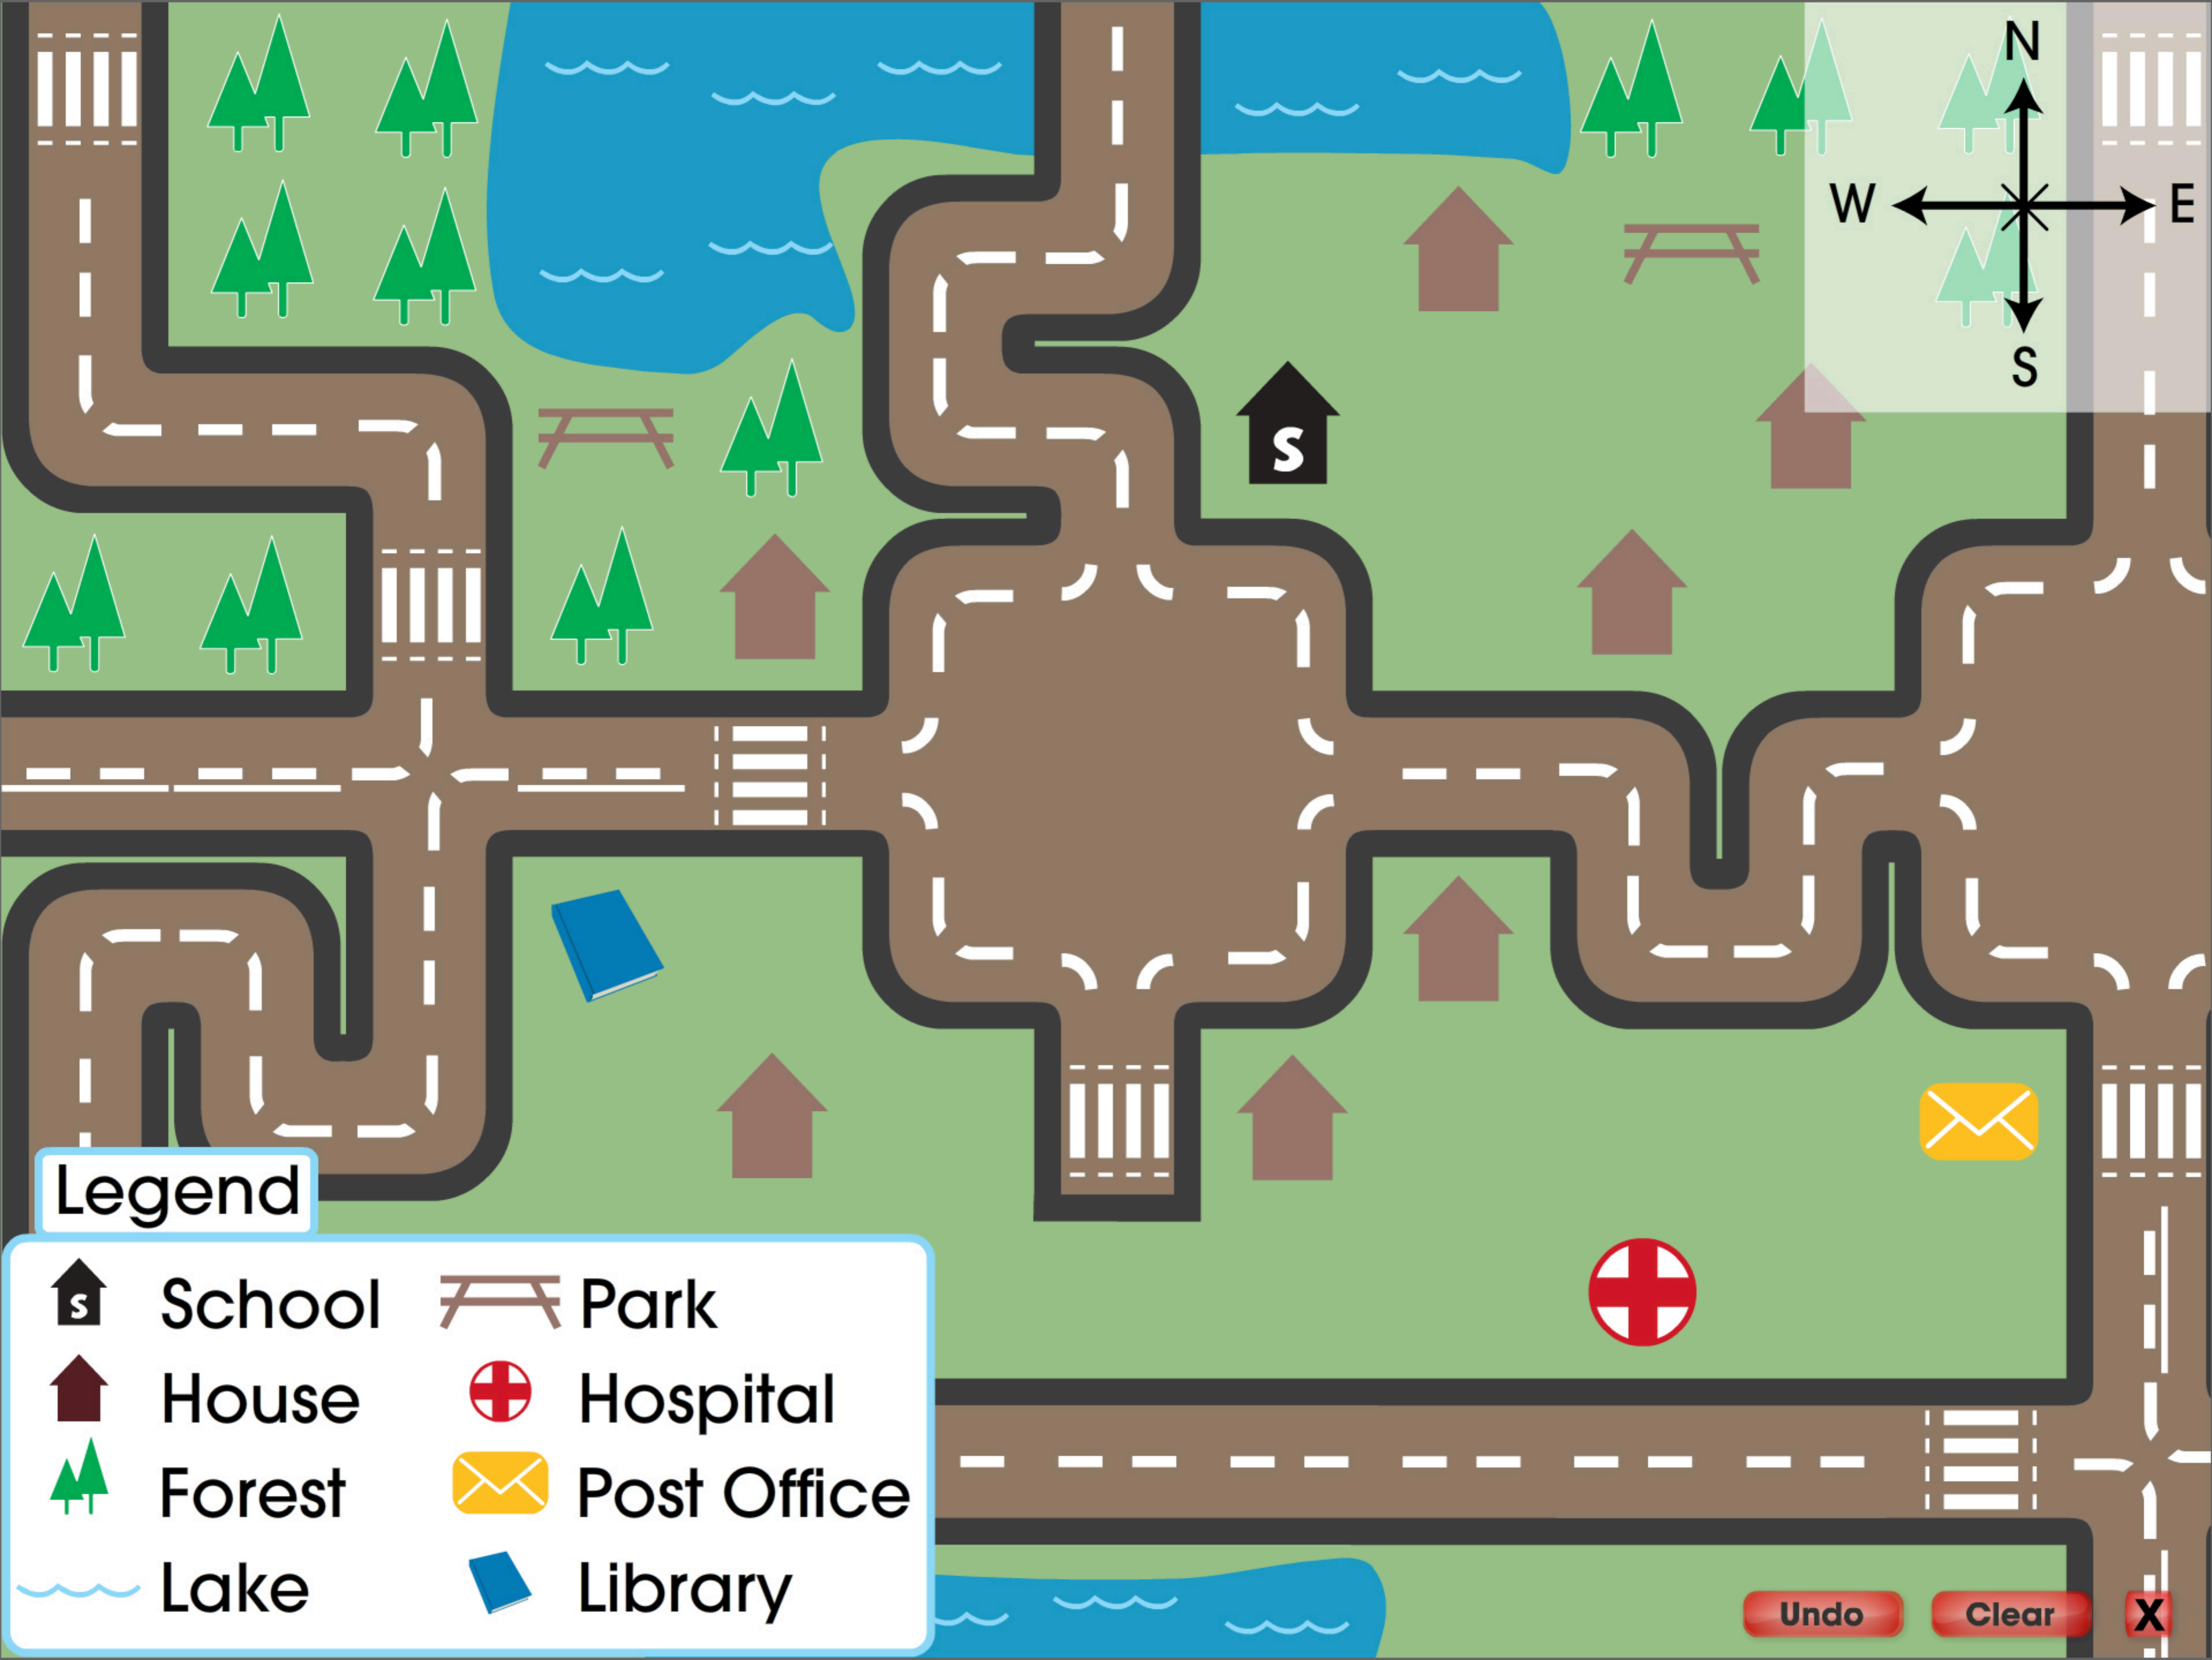 N
W E
S
S
Legend
S School Park
House Hospital
Forest Post Office
Lake Library
Undo Clear X